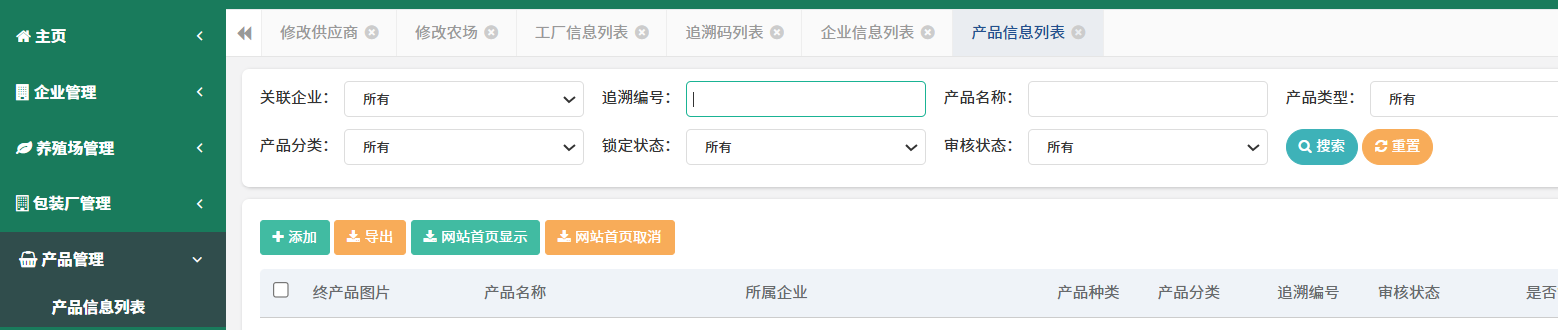 主页
企业管理
养殖场管理
包装厂管理
产品管理
产品信息列表
修改供应商 修改农场 工厂信息列表 追溯码列表 企业信息列表 产品信息列表
关联企业： 所有 追溯编号： 产品名称： 产品类型： 所有
产品分类： 所有 锁定状态： 所有 审核状态： 所有 搜索 重置
添加 导出 网站首页显示 网站首页取消
终产品图片 产品名称 所属企业 产品种类 产品分类 追溯编号 审核状态 是否